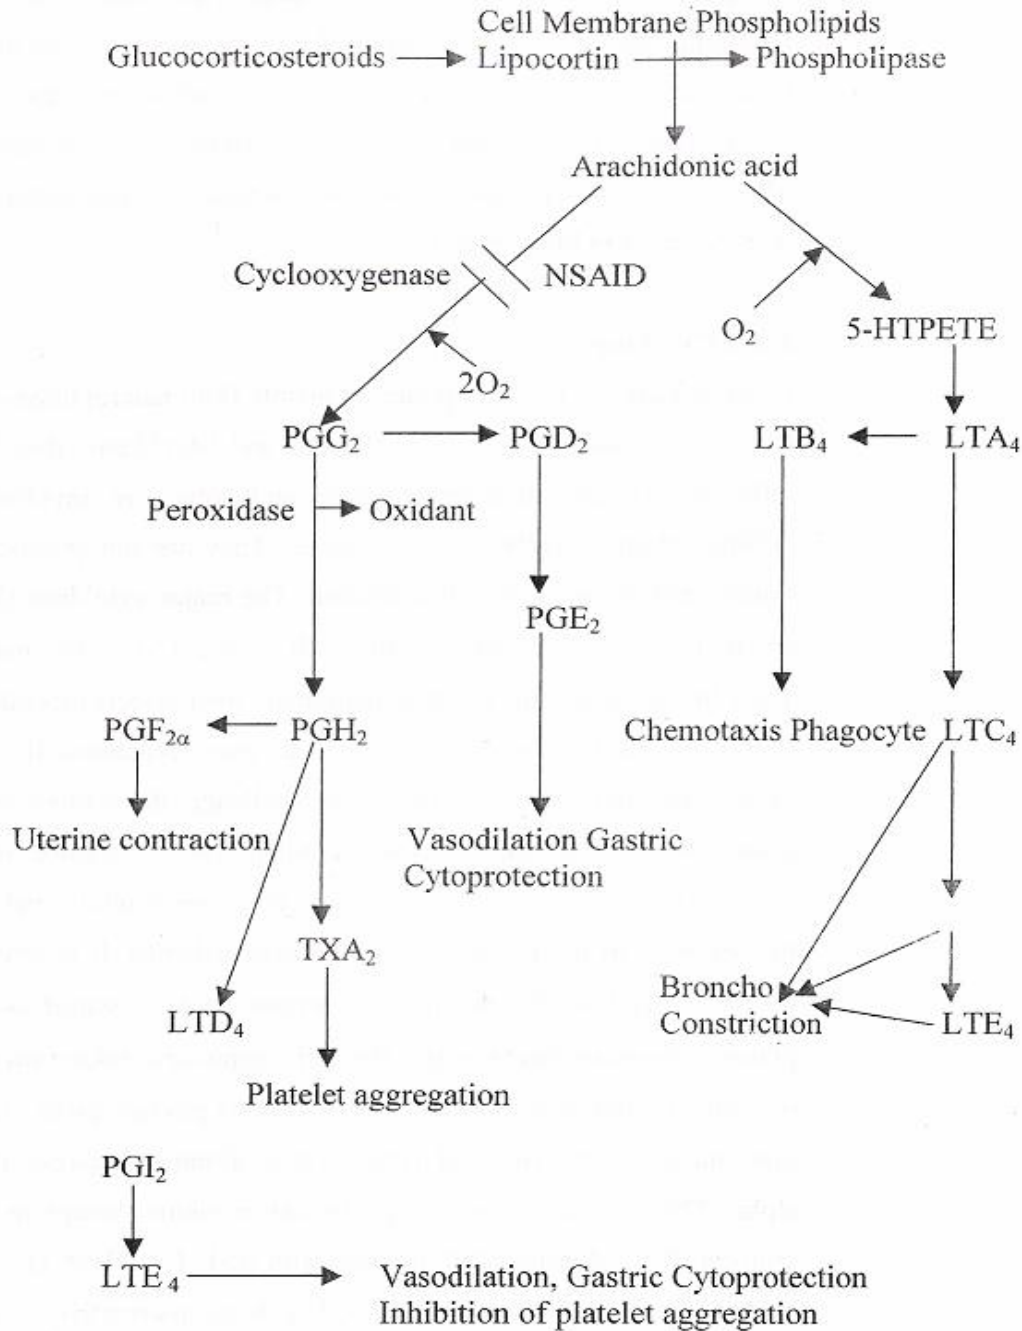 Cell Membrane Phospholipids
Glucocorticosteroids → Lipocortin → Phospholipase
Arachidonic acid
Cyclooxygenase NSAID
O₂ 5-HTPETE
2O₂
PGG₂ PGD₂ LTB₄ LTA₄
Peroxidase Oxidant
PGE₂
PGF₂α PGH₂ Chemotaxis Phagocyte LTC₄
Uterine contraction Vasodilation Gastric
Cytoprotection
TXA₂
Broncho
LTD₄ Constriction LTE₄
Platelet aggregation
PGI₂
LTE₄ Vasodilation, Gastric Cytoprotection
Inhibition of platelet aggregation